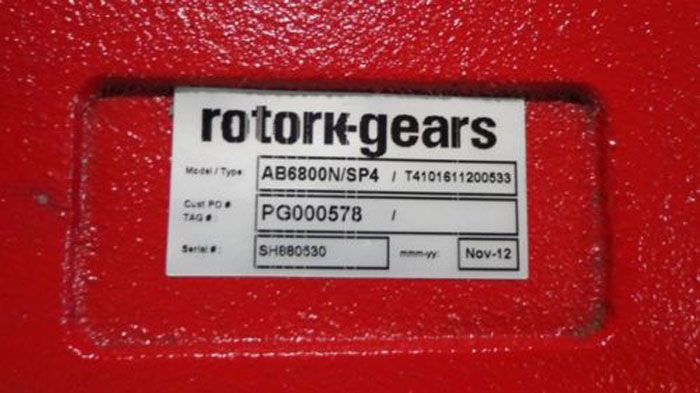 rotork-gears
Model / Type AB6800N/SP4 / T4101611200533
Cust PO #
TAG #: PG000578 /
Serial #: SH880530 mmm-yy: Nov-12